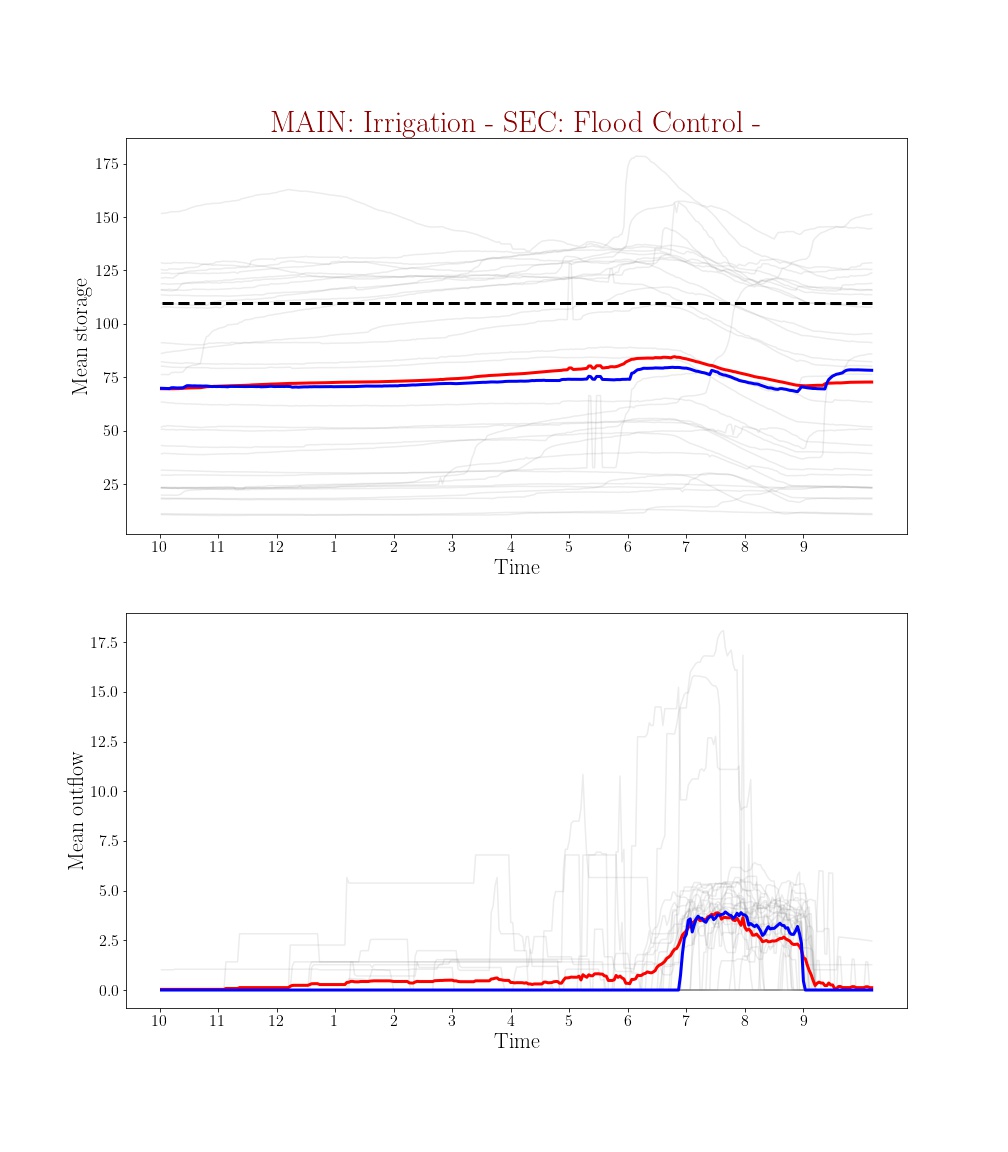 MAIN: Irrigation - SEC: Flood Control -
Mean storage
175
150
125
100
75
50
25
10 11 12 1 2 3 4 5 6 7 8 9
Time
Mean outflow
17.5
15.0
12.5
10.0
7.5
5.0
2.5
0.0
10 11 12 1 2 3 4 5 6 7 8 9
Time